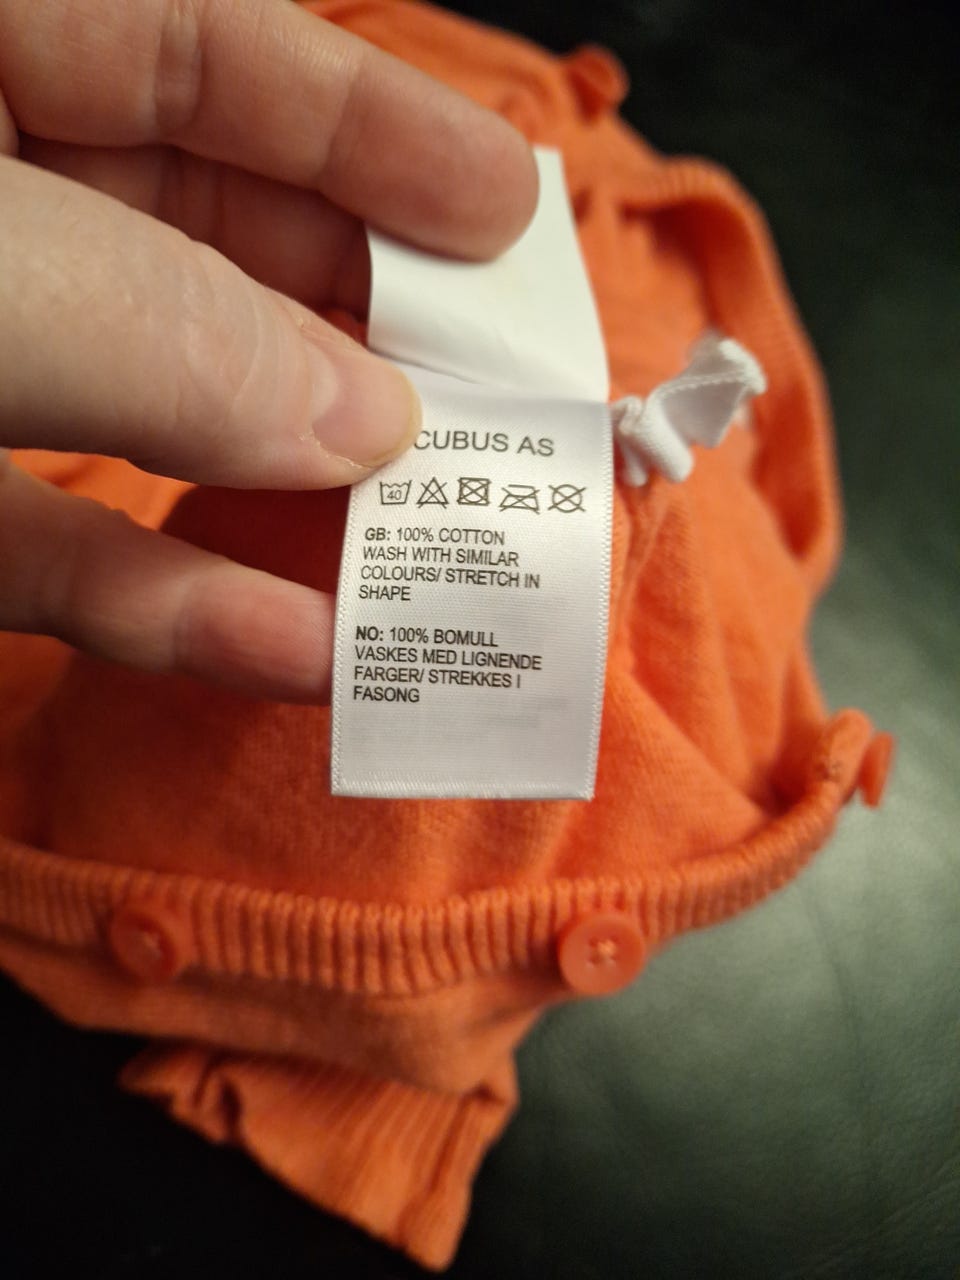 CUBUS AS
40
GB: 100% COTTON
WASH WITH SIMILAR
COLOURS/ STRETCH IN
SHAPE
NO: 100% BOMULL
VASKES MED LIGNENDE
FARGER/ STREKKES I
FASONG